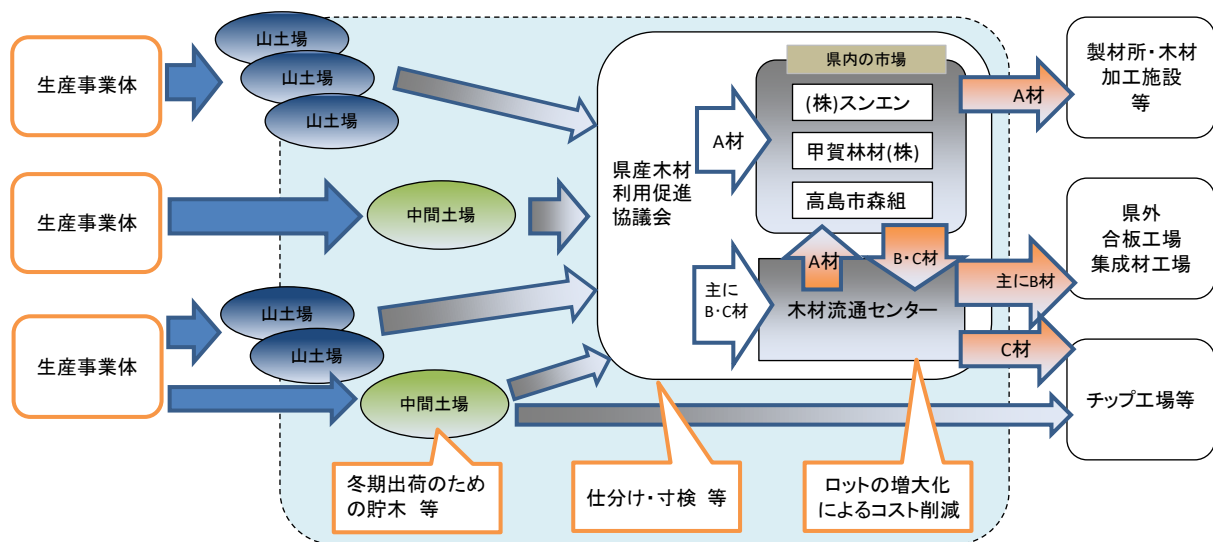 生産事業体
山土場
山土場
山土場
生産事業体
中間土場
生産事業体
山土場
山土場
中間土場
冬期出荷のため
の貯木 等
県産木材
利用促進
協議会
仕分け・寸検 等
A材
県内の市場
(株)スンエン
甲賀林材(株)
高島市森組
A材
B・C材
主に
B・C材
木材流通センター
ロットの増大化
によるコスト削減
A材
製材所・木材
加工施設
等
主にB材
県外
合板工場
集成材工場
C材
チップ工場等